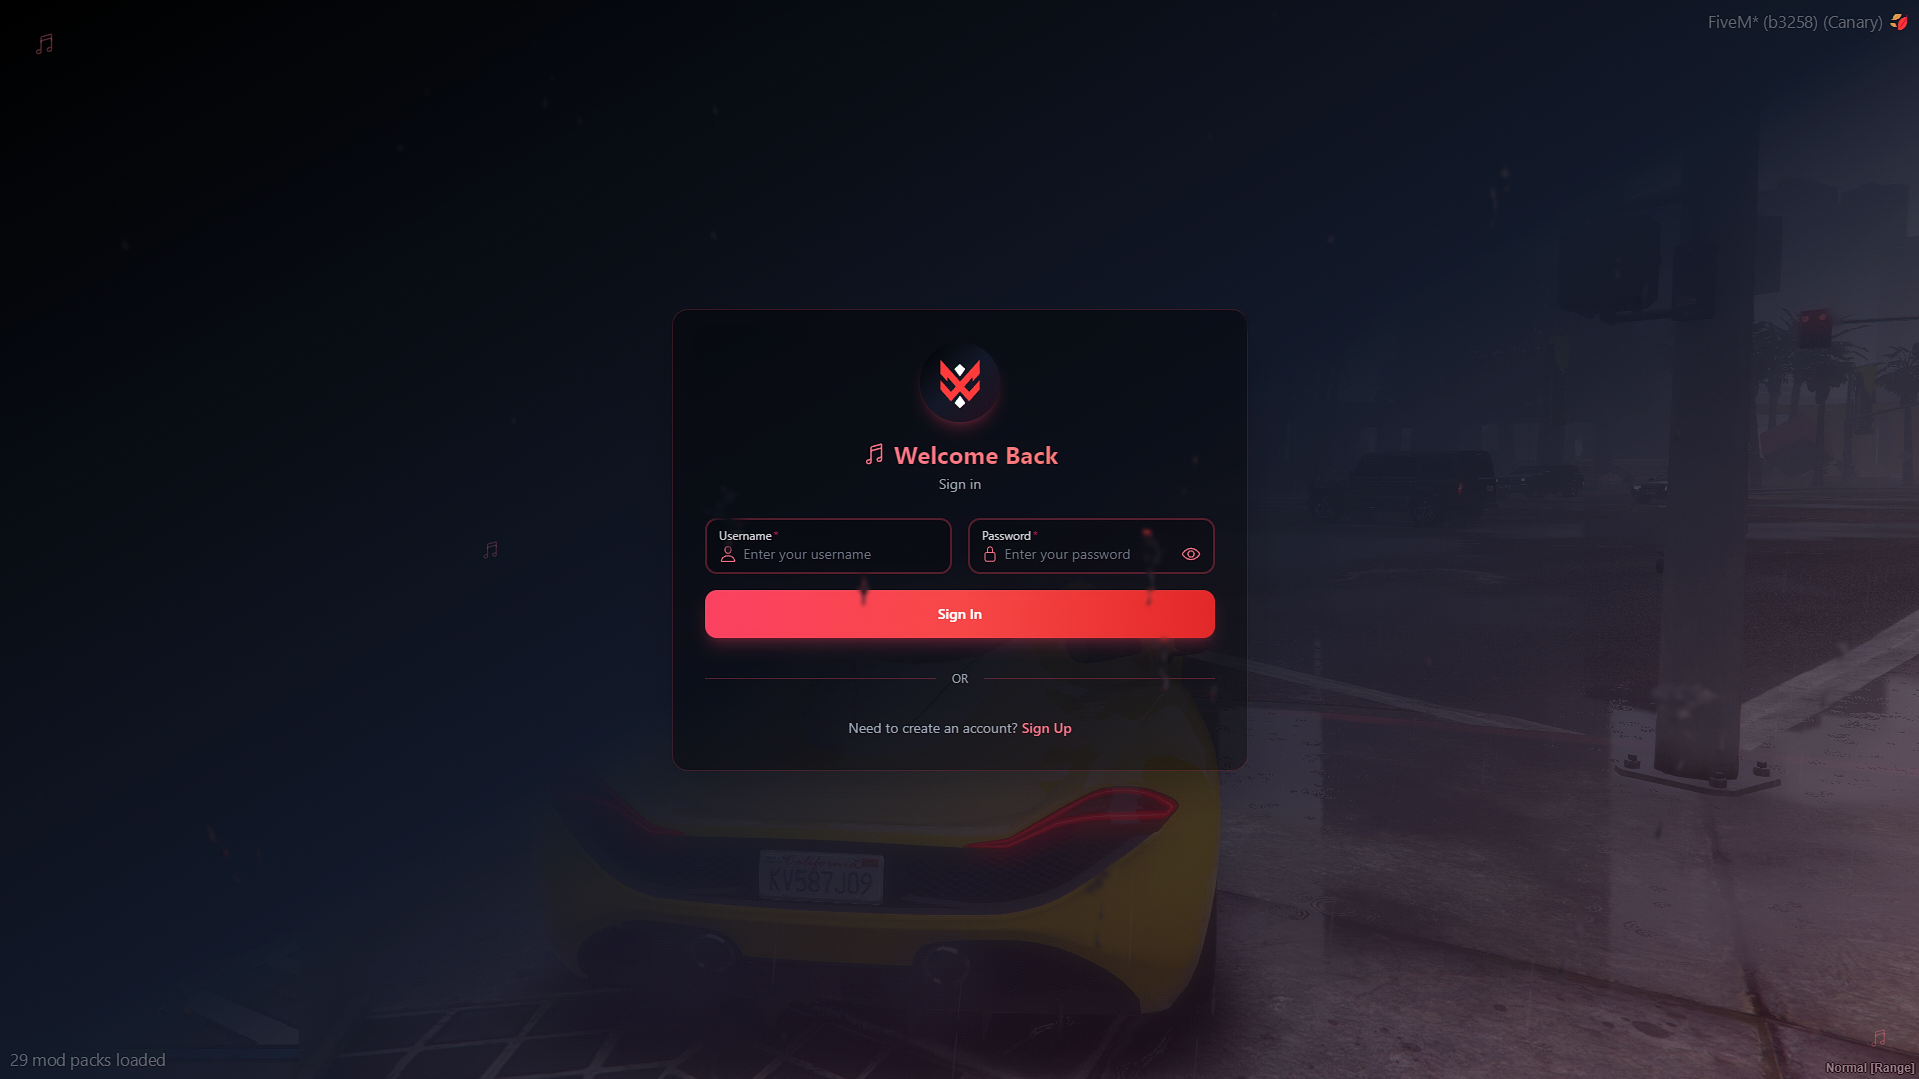 FiveM* (b3258) (Canary)
Welcome Back
Sign in
Username*
Enter your username
Password*
Enter your password
Sign In
OR
Need to create an account? Sign Up
California
KV587J09
29 mod packs loaded
Normal [Range]